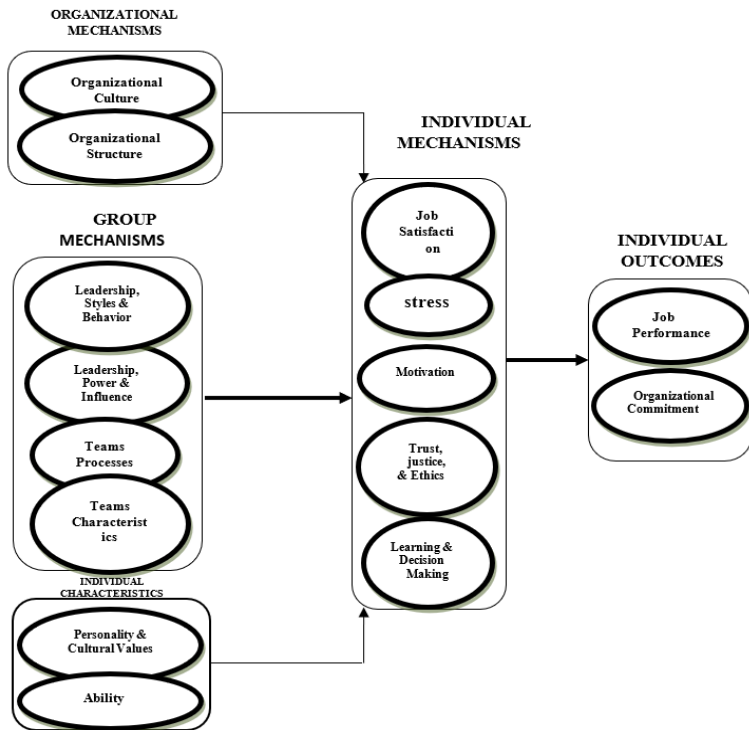 ORGANIZATIONAL
MECHANISMS
Organizational
Culture
Organizational
Structure
GROUP
MECHANISMS
Leadership,
Styles &
Behavior
Leadership,
Power &
Influence
Teams
Processes
Teams
Characterist
ics
INDIVIDUAL
CHARACTERISTICS
Personality &
Cultural Values
Ability
INDIVIDUAL
MECHANISMS
Job
Satisfacti
on
stress
Motivation
Trust,
justice,
& Ethics
Learning &
Decision
Making
INDIVIDUAL
OUTCOMES
Job
Performance
Organizational
Commitment